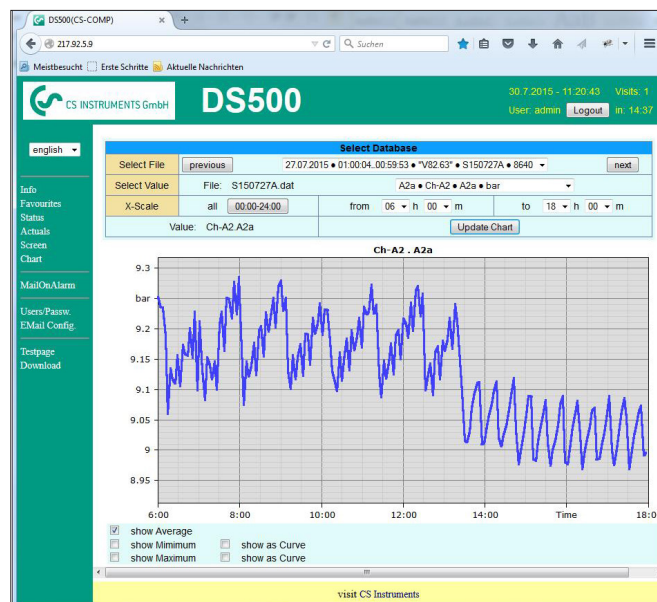 DS500(CS-COMP) × +
217.92.5.9 Suchen
Meistbesucht Erste Schritte Aktuelle Nachrichten
CS INSTRUMENTS GmbH
DS500
30.7.2015 - 11:20:43 Visits: 1
User: admin Logout in: 14:37
english
Info
Favourites
Status
Actuals
Screen
Chart
MailOnAlarm
Users/Passw.
EMail Config.
Testpage
Download
Select Database
Select File previous 27.07.2015 ● 01:00:04..00:59:53 ● "V82.63" ● S150727A ● 8640 next
Select Value File: S150727A.dat A2a ● Ch-A2 ● A2a ● bar
X-Scale all 00:00-24:00 from 06 h 00 m to 18 h 00 m
Value: Ch-A2.A2a Update Chart
Ch-A2 . A2a
9.3
bar
9.2
9.15
9.1
9.05
9
8.95
6:00 8:00 10:00 12:00 14:00 Time 18:0
show Average
show Mimimum show as Curve
show Maximum show as Curve
visit CS Instruments